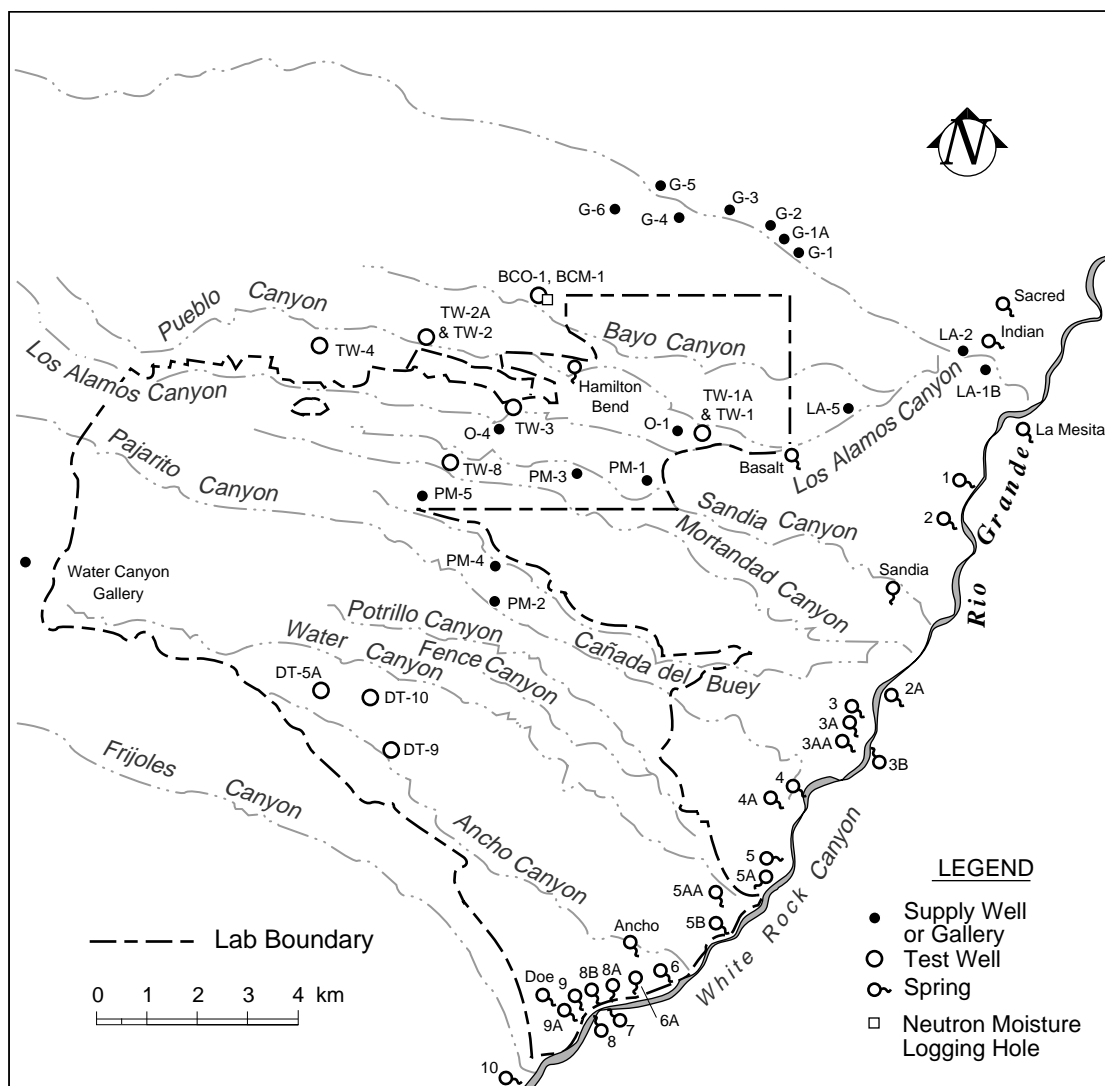 N
G-5
G-3
G-6
G-4
G-2
G-1A
G-1
BCO-1, BCM-1
Sacred
Pueblo Canyon
TW-2A
& TW-2
Bayo Canyon
LA-2
Indian
TW-4
Los Alamos Canyon
Hamilton
Bend
LA-1B
TW-1A
& TW-1
LA-5
Los Alamos Canyon
O-4
TW-3
O-1
La Mesita
Pajarito Canyon
TW-8
Basalt
PM-3
PM-1
1
PM-5
2
Sandia Canyon
Mortandad Canyon
Rio Grande
Water Canyon
Gallery
PM-4
Sandia
PM-2
Potrillo Canyon
Water Canyon
Fence Canyon
Cañada del Buey
DT-5A
DT-10
2A
3
3A
3AA
DT-9
3B
Frijoles Canyon
4
4A
Ancho Canyon
5
5A
5AA
5B
White Rock Canyon
LEGEND
Supply Well
or Gallery
Test Well
Spring
Neutron Moisture
Logging Hole
Lab Boundary
0 1 2 3 4 km
Ancho
Doe
9
8B
8A
6
6A
9A
7
8
10